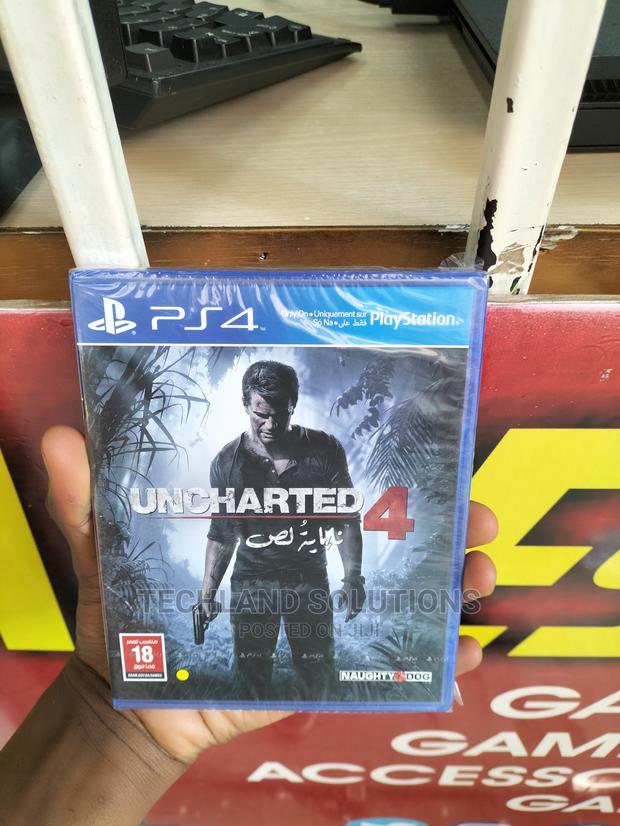 PS4
Only On • Uniquement sur
Só Na • فقط على
PlayStation
UNCHARTED 4
نهاية لص
TECHLAND SOLUTIONS
POSTED ON JIJI
18
NAUGHTY DOG
GA
GAM
ACCESSO
GA